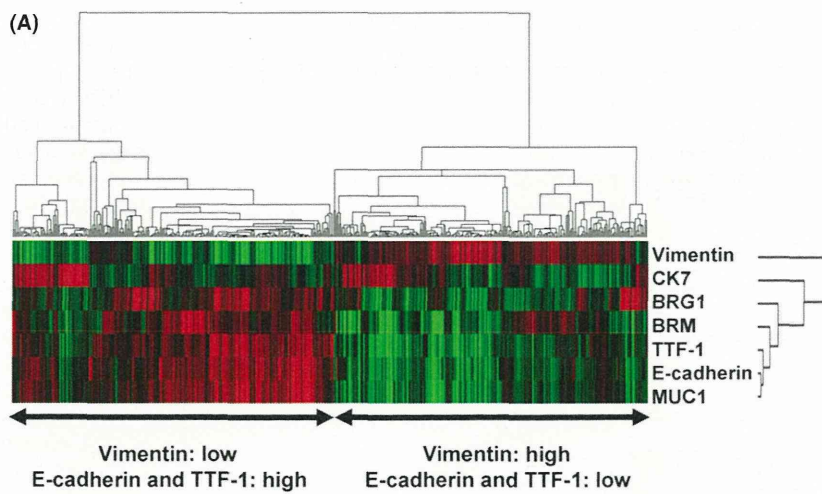 (A)
Vimentin
CK7
BRG1
BRM
TTF-1
E-cadherin
MUC1
Vimentin: low
E-cadherin and TTF-1: high
Vimentin: high
E-cadherin and TTF-1: low